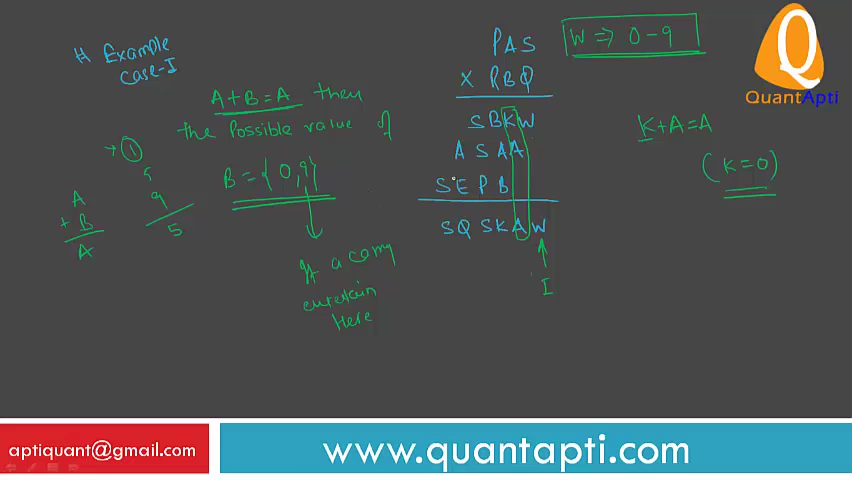 # Example
Case-I
A+B=A then
the Possible value of
→ ①
5
9
5
A
+ B
A
B = {0,9}
If a carry
entertain
Here
PAS
X RBQ
SBKW
ASAA
SEPB
SQSKAW
I
W ⇒ 0-9
QuantApti
K+A=A
(K=0)
aptiquant@gmail.com
www.quantapti.com